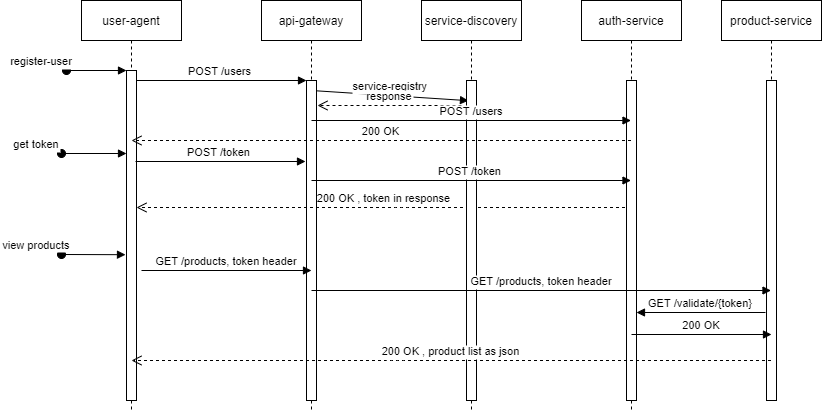 user-agent
api-gateway
service-discovery
auth-service
product-service
register-user
POST /users
service-registry
response
POST /users
200 OK
get token
POST /token
POST /token
200 OK , token in response
view products
GET /products, token header
GET /products, token header
GET /validate/{token}
200 OK
200 OK , product list as json